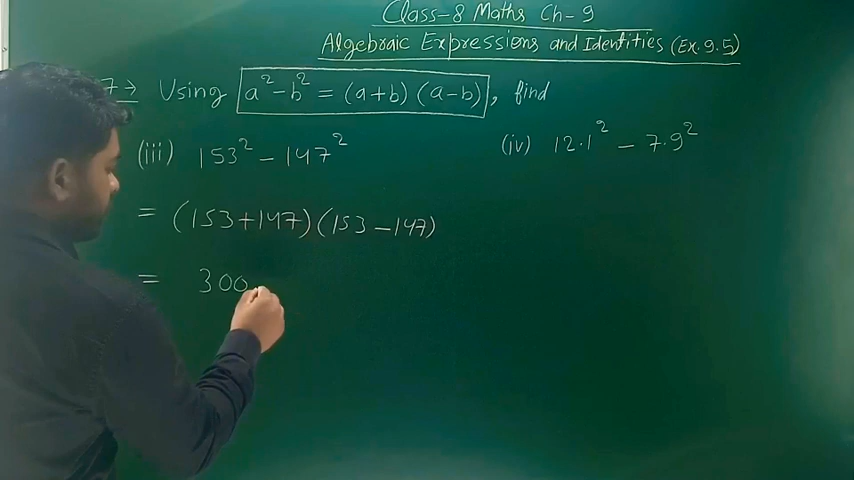 Class-8 Maths Ch-9
Algebraic Expressions and Identities (Ex.9.5)
7 → Using a² - b² = (a+b) (a-b), find
(iii) 153² - 147²
(iv) 12.1² - 7.9²
= (153+147) (153-147)
= 300